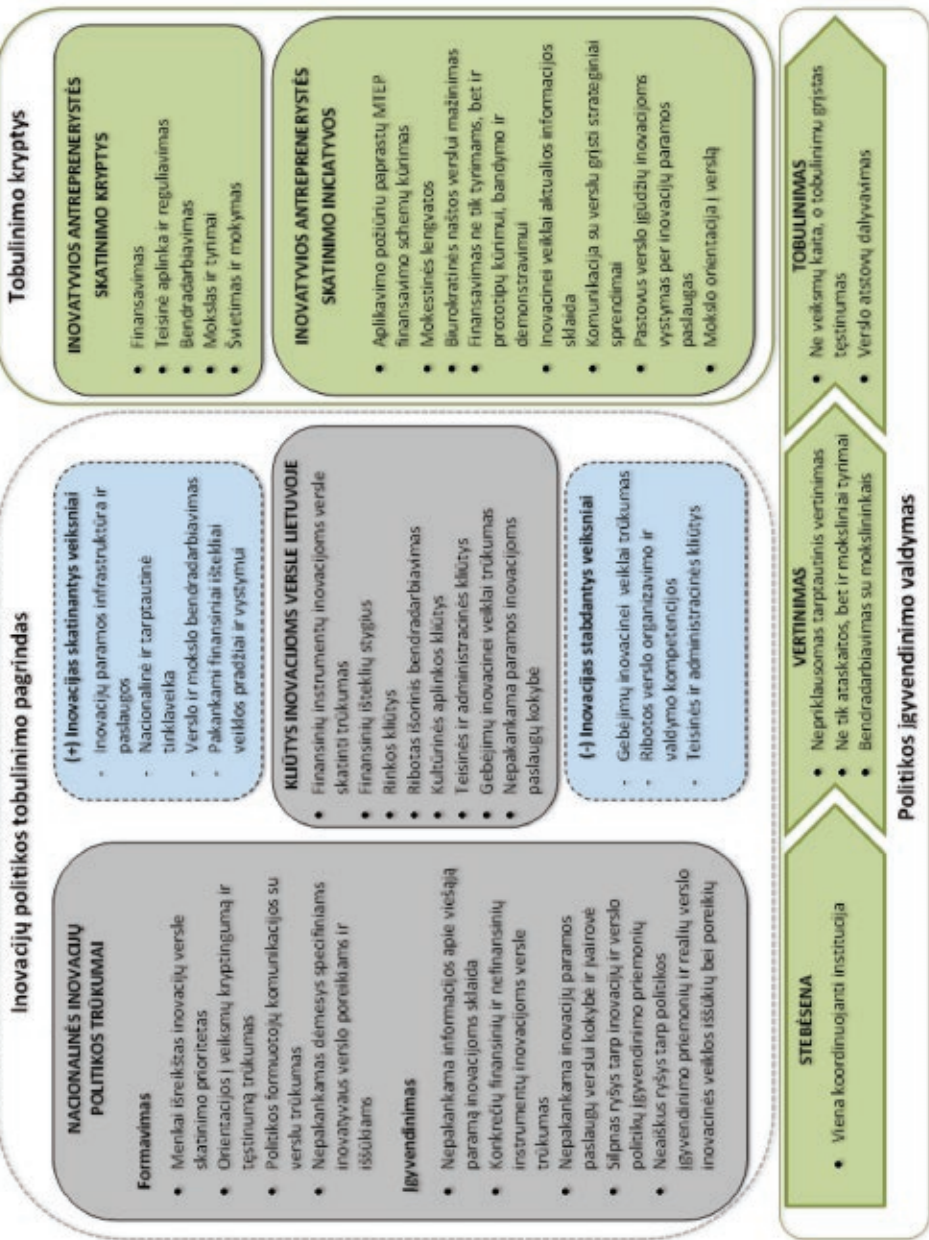 Inovacijų politikos tobulinimo pagrindas
NACIONALINĖS INOVACIJŲ
POLITIKOS TRŪKUMAI
Formavimas
• Menkai išreikštas inovacijų versle
skatinimo prioritetas
• Orientacijos į veiksmų kryptingumą ir
tęstinumą trūkumas
• Politikos formuotojų komunikacijos su
verslu trūkumas
• Nepakankamas dėmesys specifiniams
inovatyvaus verslo poreikiams ir
iššūkiams
Įgyvendinimas
• Nepakankama informacijos apie viešąją
paramą inovacijoms sklaida
• Konkrečių finansinių ir nefinansinių
instrumentų inovacijoms versle
trūkumas
• Nepakankama inovacijų paramos
paslaugų verslui kokybė ir įvairovė
• Silpnas ryšys tarp inovacijų ir verslo
politikų įgyvendinimo priemonių
• Neaiškus ryšys tarp politikos
įgyvendinimo priemonių ir realių verslo
inovacinės veiklos iššūkių bei poreikių
(+) Inovacijas skatinantys veiksniai
- Inovacijų paramos infrastruktūra ir
paslaugos
- Nacionalinė ir tarptautinė
tinklaveika
- Verslo ir mokslo bendradarbiavimas
- Pakankami finansiniai ištekliai
veiklos pradžiai ir vystymui
KLIŪTYS INOVACIJOMS VERSLE LIETUVOJE
• Finansinių instrumentų inovacijoms versle
skatinti trūkumas
• Finansinių išteklių stygius
• Rinkos kliūtys
• Ribotas išorinis bendradarbiavimas
• Kultūrinės aplinkos kliūtys
• Teisinės ir administracinės kliūtys
• Gebėjimų inovacinei veiklai trūkumas
• Nepakankama paramos inovacijoms
paslaugų kokybė
(-) Inovacijas stabdantys veiksniai
- Gebėjimų inovacinei veiklai trūkumas
- Ribotos verslo organizavimo ir
valdymo kompetencijos
- Teisinės ir administracinės kliūtys
Tobulinimo kryptys
INOVATYVIOS ANTREPRENERYSTĖS
SKATINIMO KRYPTYS
• Finansavimas
• Teisinė aplinka ir reguliavimas
• Bendradarbiavimas
• Mokslas ir tyrimai
• Švietimas ir mokymas
INOVATYVIOS ANTREPRENERYSTĖS
SKATINIMO INICIATYVOS
• Aplikavimo požiūriu paprastų MTEP
finansavimo schemų kūrimas
• Mokestinės lengvatos
• Biurokratinės naštos verslui mažinimas
• Finansavimas ne tik tyrimams, bet ir
prototipų kūrimui, bandymo ir
demonstravimui
• Inovacinei veiklai aktualios informacijos
sklaida
• Komunikacija su verslu grįsti strateginiai
sprendimai
• Pastovus verslo įgūdžių inovacijoms
vystymas per inovacijų paramos
paslaugas
• Mokslo orientacija į verslą
STEBĖSENA
• Viena koordinuojanti institucija
VERTINIMAS
• Nepriklausomas tarptautinis vertinimas
• Ne tik ataskaitos, bet ir moksliniai tyrimai
• Bendradarbiavimas su mokslininkais
TOBULINIMAS
• Ne veiksmų kaita, o tobulinimu grįstas
tęstinumas
• Verslo atstovų dalyvavimas
Politikos įgyvendinimo valdymas